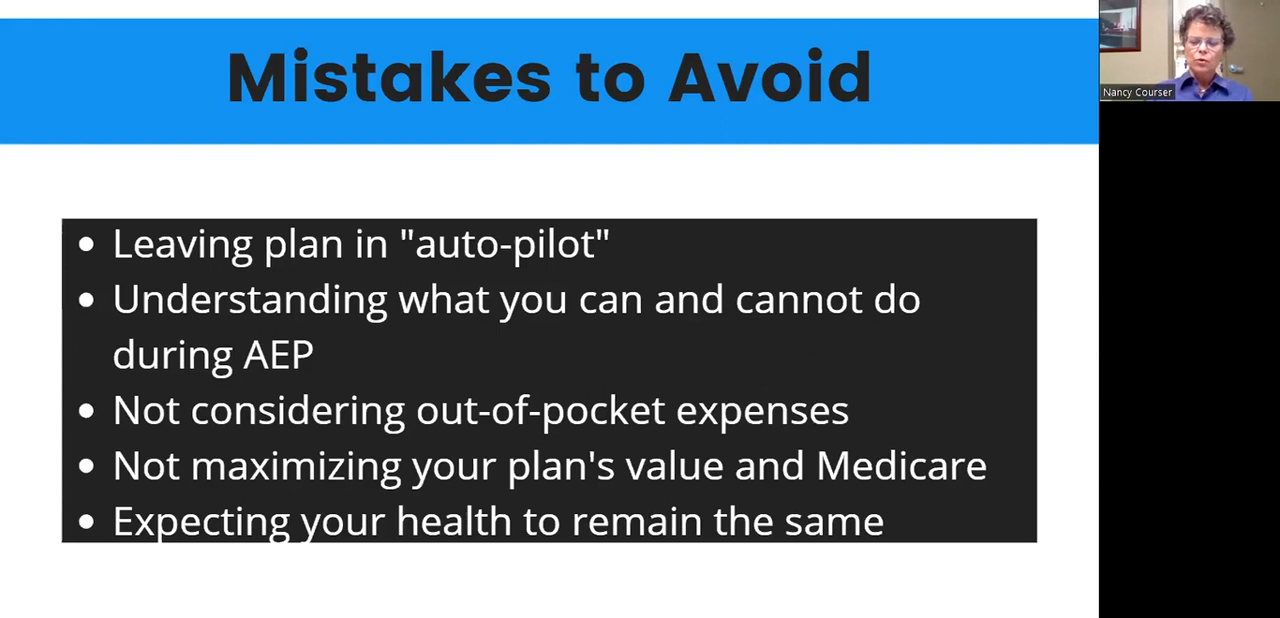 Mistakes to Avoid
Nancy Courser
• Leaving plan in "auto-pilot"
• Understanding what you can and cannot do
during AEP
• Not considering out-of-pocket expenses
• Not maximizing your plan's value and Medicare
• Expecting your health to remain the same